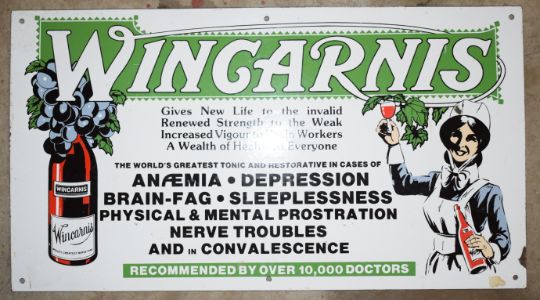 WINCARNIS
Gives New Life to the invalid
Renewed Strength to the Weak
Increased Vigour to Brain Workers
A Wealth of Health to Everyone
THE WORLD'S GREATEST TONIC AND RESTORATIVE IN CASES OF
ANÆMIA • DEPRESSION
BRAIN-FAG • SLEEPLESSNESS
PHYSICAL & MENTAL PROSTRATION
NERVE TROUBLES
AND IN CONVALESCENCE
RECOMMENDED BY OVER 10,000 DOCTORS
WINCARNIS
Wincarnis